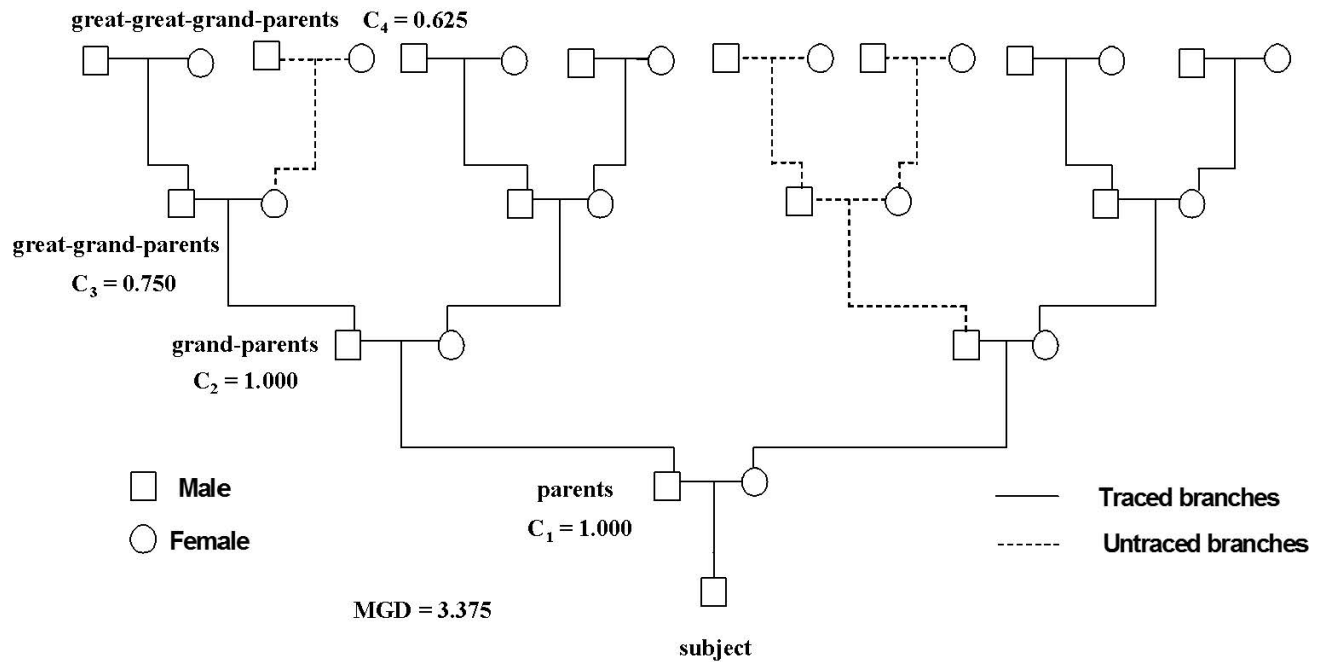 great-great-grand-parents C₄ = 0.625
great-grand-parents
C₃ = 0.750
grand-parents
C₂ = 1.000
Male
Female
parents
C₁ = 1.000
Traced branches
Untraced branches
MGD = 3.375
subject